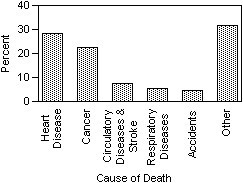 40
30
20
10
0
Percent
Heart
Disease
Cancer
Circulatory
Diseases &
Stroke
Respiratory
Diseases
Accidents
Other
Cause of Death